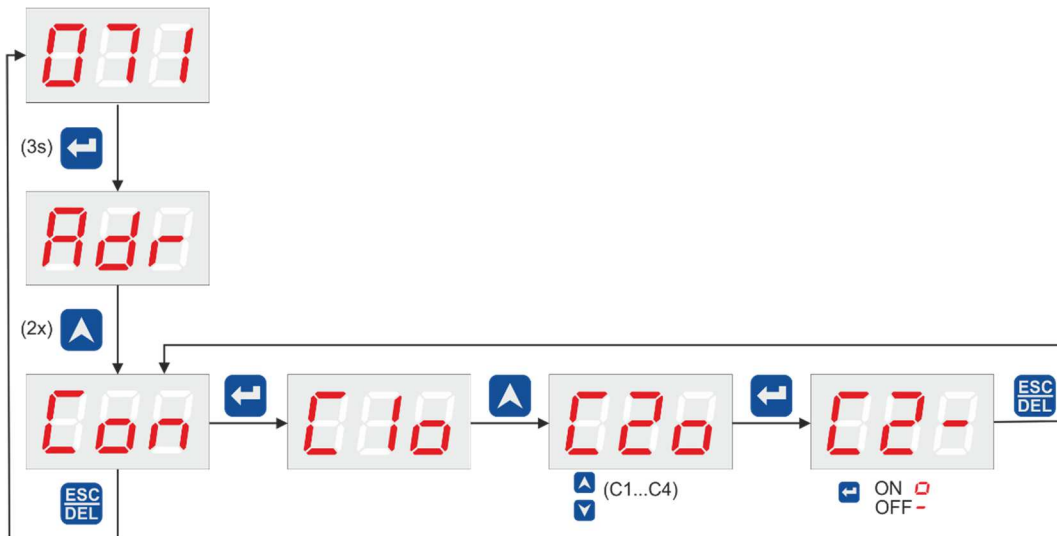 071
(3s)
Adr
(2x)
Con
C1o
C2o
C2-
ESC
DEL
(C1...C4)
ON o
OFF -
ESC
DEL